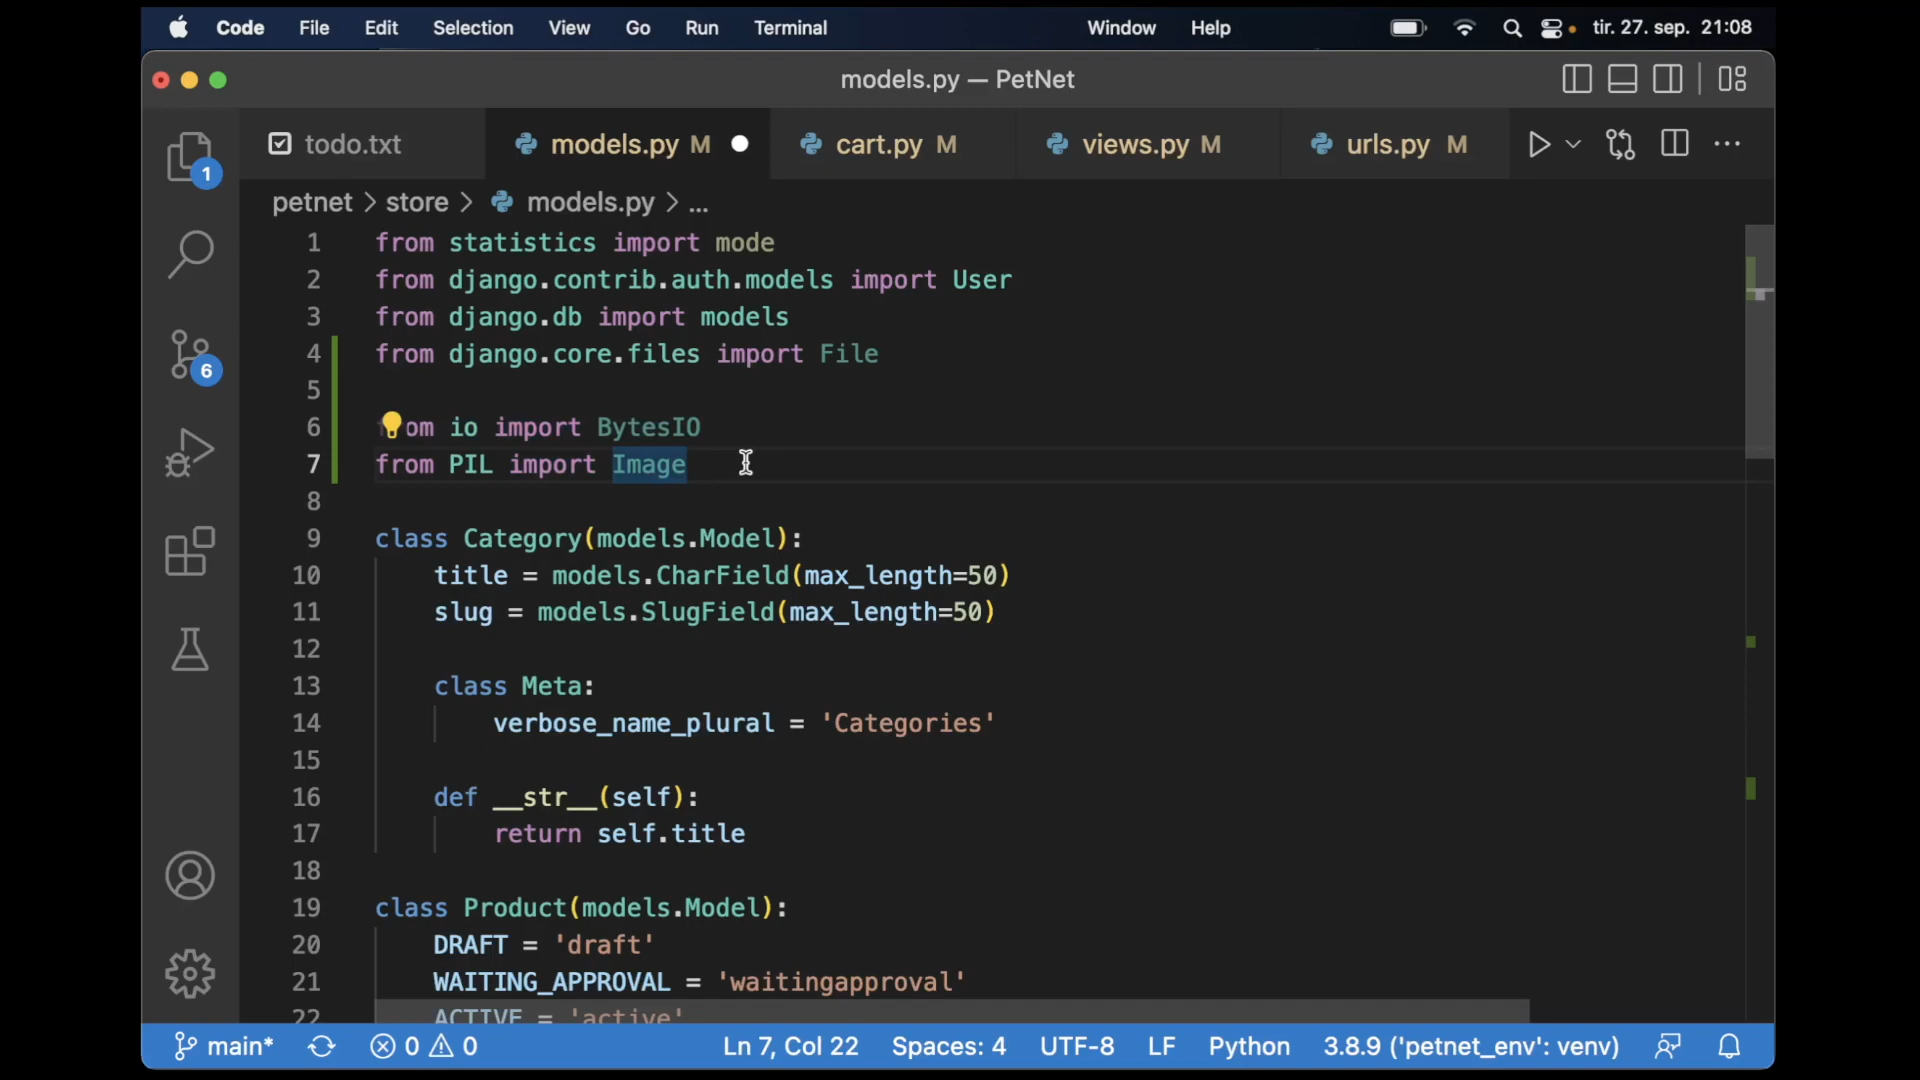 Code File Edit Selection View Go Run Terminal Window Help tir. 27. sep. 21:08
models.py — PetNet
todo.txt models.py M cart.py M views.py M urls.py M
1
petnet > store > models.py > ...
1 from statistics import mode
2 from django.contrib.auth.models import User
3 from django.db import models
4 from django.core.files import File
6
5
6 om io import BytesIO
7 from PIL import Image
8
9 class Category(models.Model):
10 title = models.CharField(max_length=50)
11 slug = models.SlugField(max_length=50)
12
13 class Meta:
14 verbose_name_plural = 'Categories'
15
16 def __str__(self):
17 return self.title
18
19 class Product(models.Model):
20 DRAFT = 'draft'
21 WAITING_APPROVAL = 'waitingapproval'
22 ACTIVE = 'active'
main* 0 0 Ln 7, Col 22 Spaces: 4 UTF-8 LF Python 3.8.9 ('petnet_env': venv)